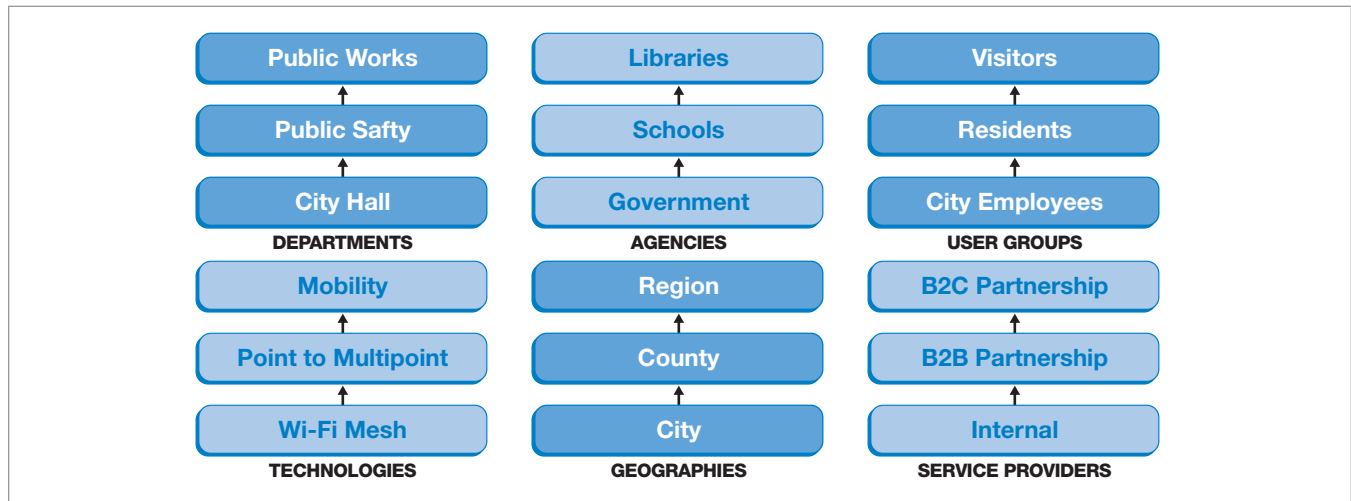 Public Works
Public Safty
City Hall
DEPARTMENTS
Libraries
Schools
Government
AGENCIES
Visitors
Residents
City Employees
USER GROUPS
Mobility
Point to Multipoint
Wi-Fi Mesh
TECHNOLOGIES
Region
County
City
GEOGRAPHIES
B2C Partnership
B2B Partnership
Internal
SERVICE PROVIDERS